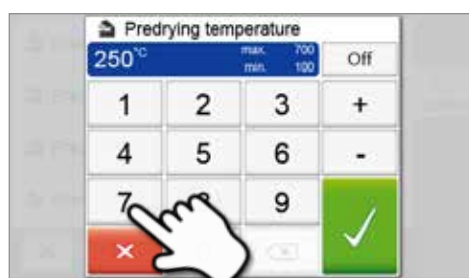 Predrying temperature
250°C max. 700 Off
min. 100
1 2 3 +
4 5 6 -
7 9